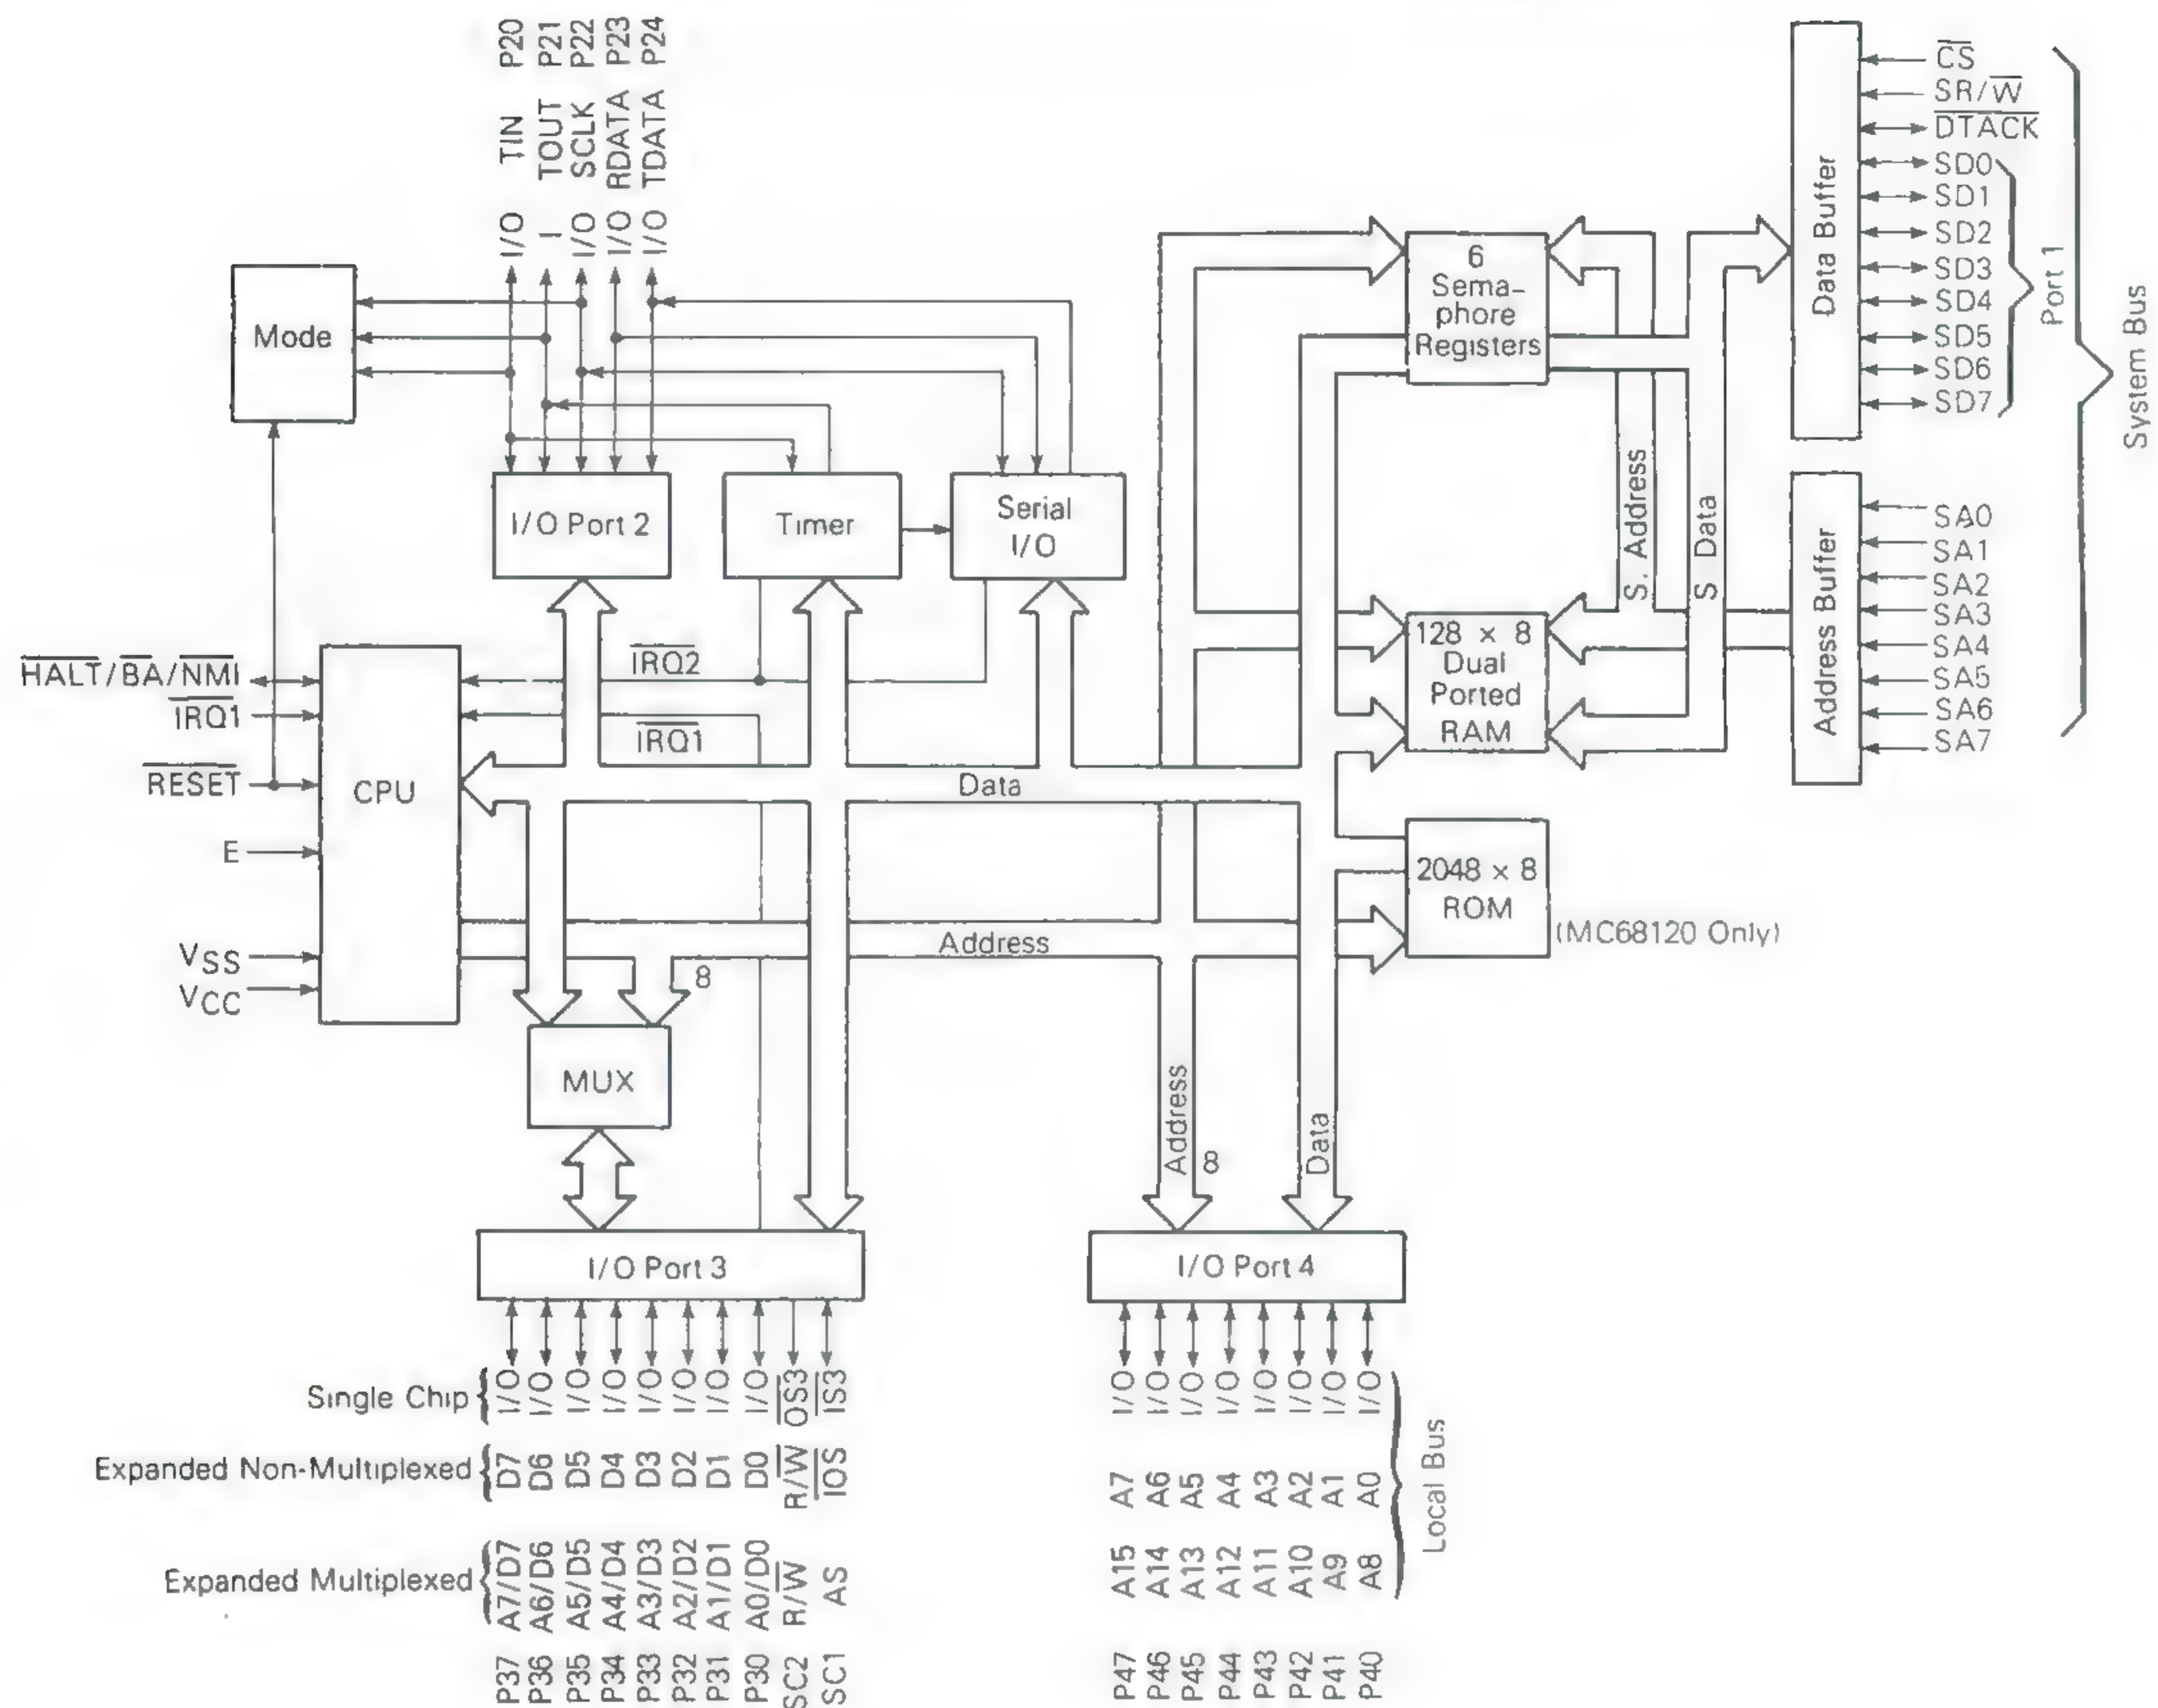 P20 P21 P22 P23 P24
TIN TOUT SCLK RDATA TDATA
I/O I I/O I/O I/O
Mode
I/O Port 2
Timer
Serial
I/O
6
Sema-
phore
Registers
Data Buffer
CS
SR/W
DTACK
SD0
SD1
SD2
SD3
SD4
SD5
SD6
SD7
Port 1
System Bus
S. Address
S Data
Address Buffer
SA0
SA1
SA2
SA3
SA4
SA5
SA6
SA7
128 × 8
Dual
Ported
RAM
HALT/BA/NMI
IRQ1
RESET
E
VSS
VCC
CPU
IRQ2
IRQ1
Data
Address
8
2048 × 8
ROM
(MC68120 Only)
MUX
Address
8
Data
I/O Port 3
I/O Port 4
Single Chip
I/O I/O I/O I/O I/O I/O I/O I/O OS3 IS3
Expanded Non-Multiplexed
D7 D6 D5 D4 D3 D2 D1 D0 R/W IOS
Expanded Multiplexed
A7/D7 A6/D6 A5/D5 A4/D4 A3/D3 A2/D2 A1/D1 A0/D0 R/W AS
P37 P36 P35 P34 P33 P32 P31 P30 SC2 SC1
I/O I/O I/O I/O I/O I/O I/O I/O
A7 A6 A5 A4 A3 A2 A1 A0
A15 A14 A13 A12 A11 A10 A9 A8
P47 P46 P45 P44 P43 P42 P41 P40
Local Bus